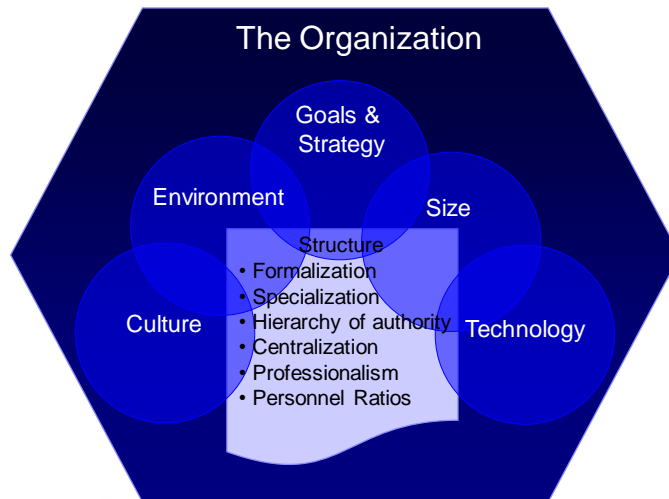 The Organization
Goals &
Strategy
Environment
Size
Culture
Technology
Structure
• Formalization
• Specialization
• Hierarchy of authority
• Centralization
• Professionalism
• Personnel Ratios